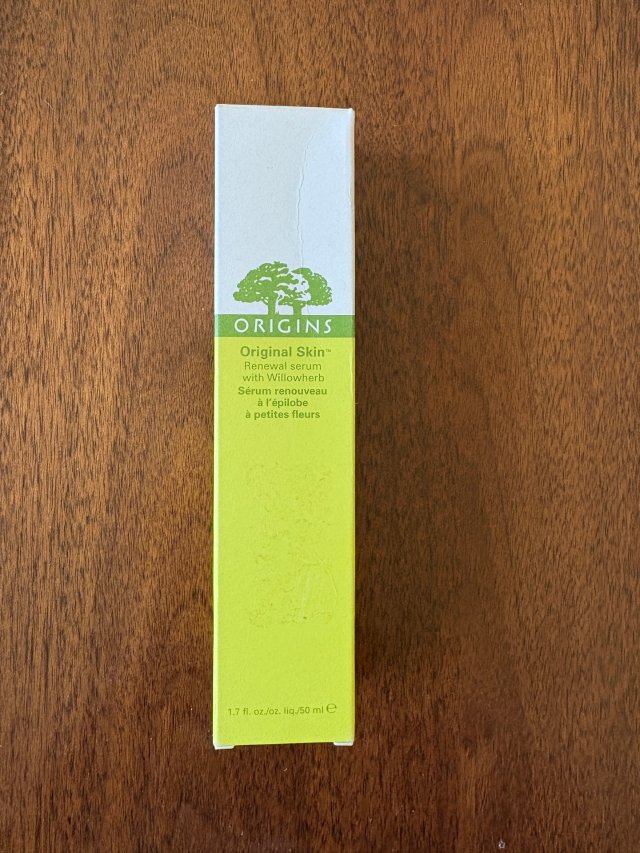 ORIGINS
Original Skin™
Renewal serum
with Willowherb
Sérum renouveau
à l'épilobe
à petites fleurs
1.7 fl. oz./oz. liq./50 ml ℮